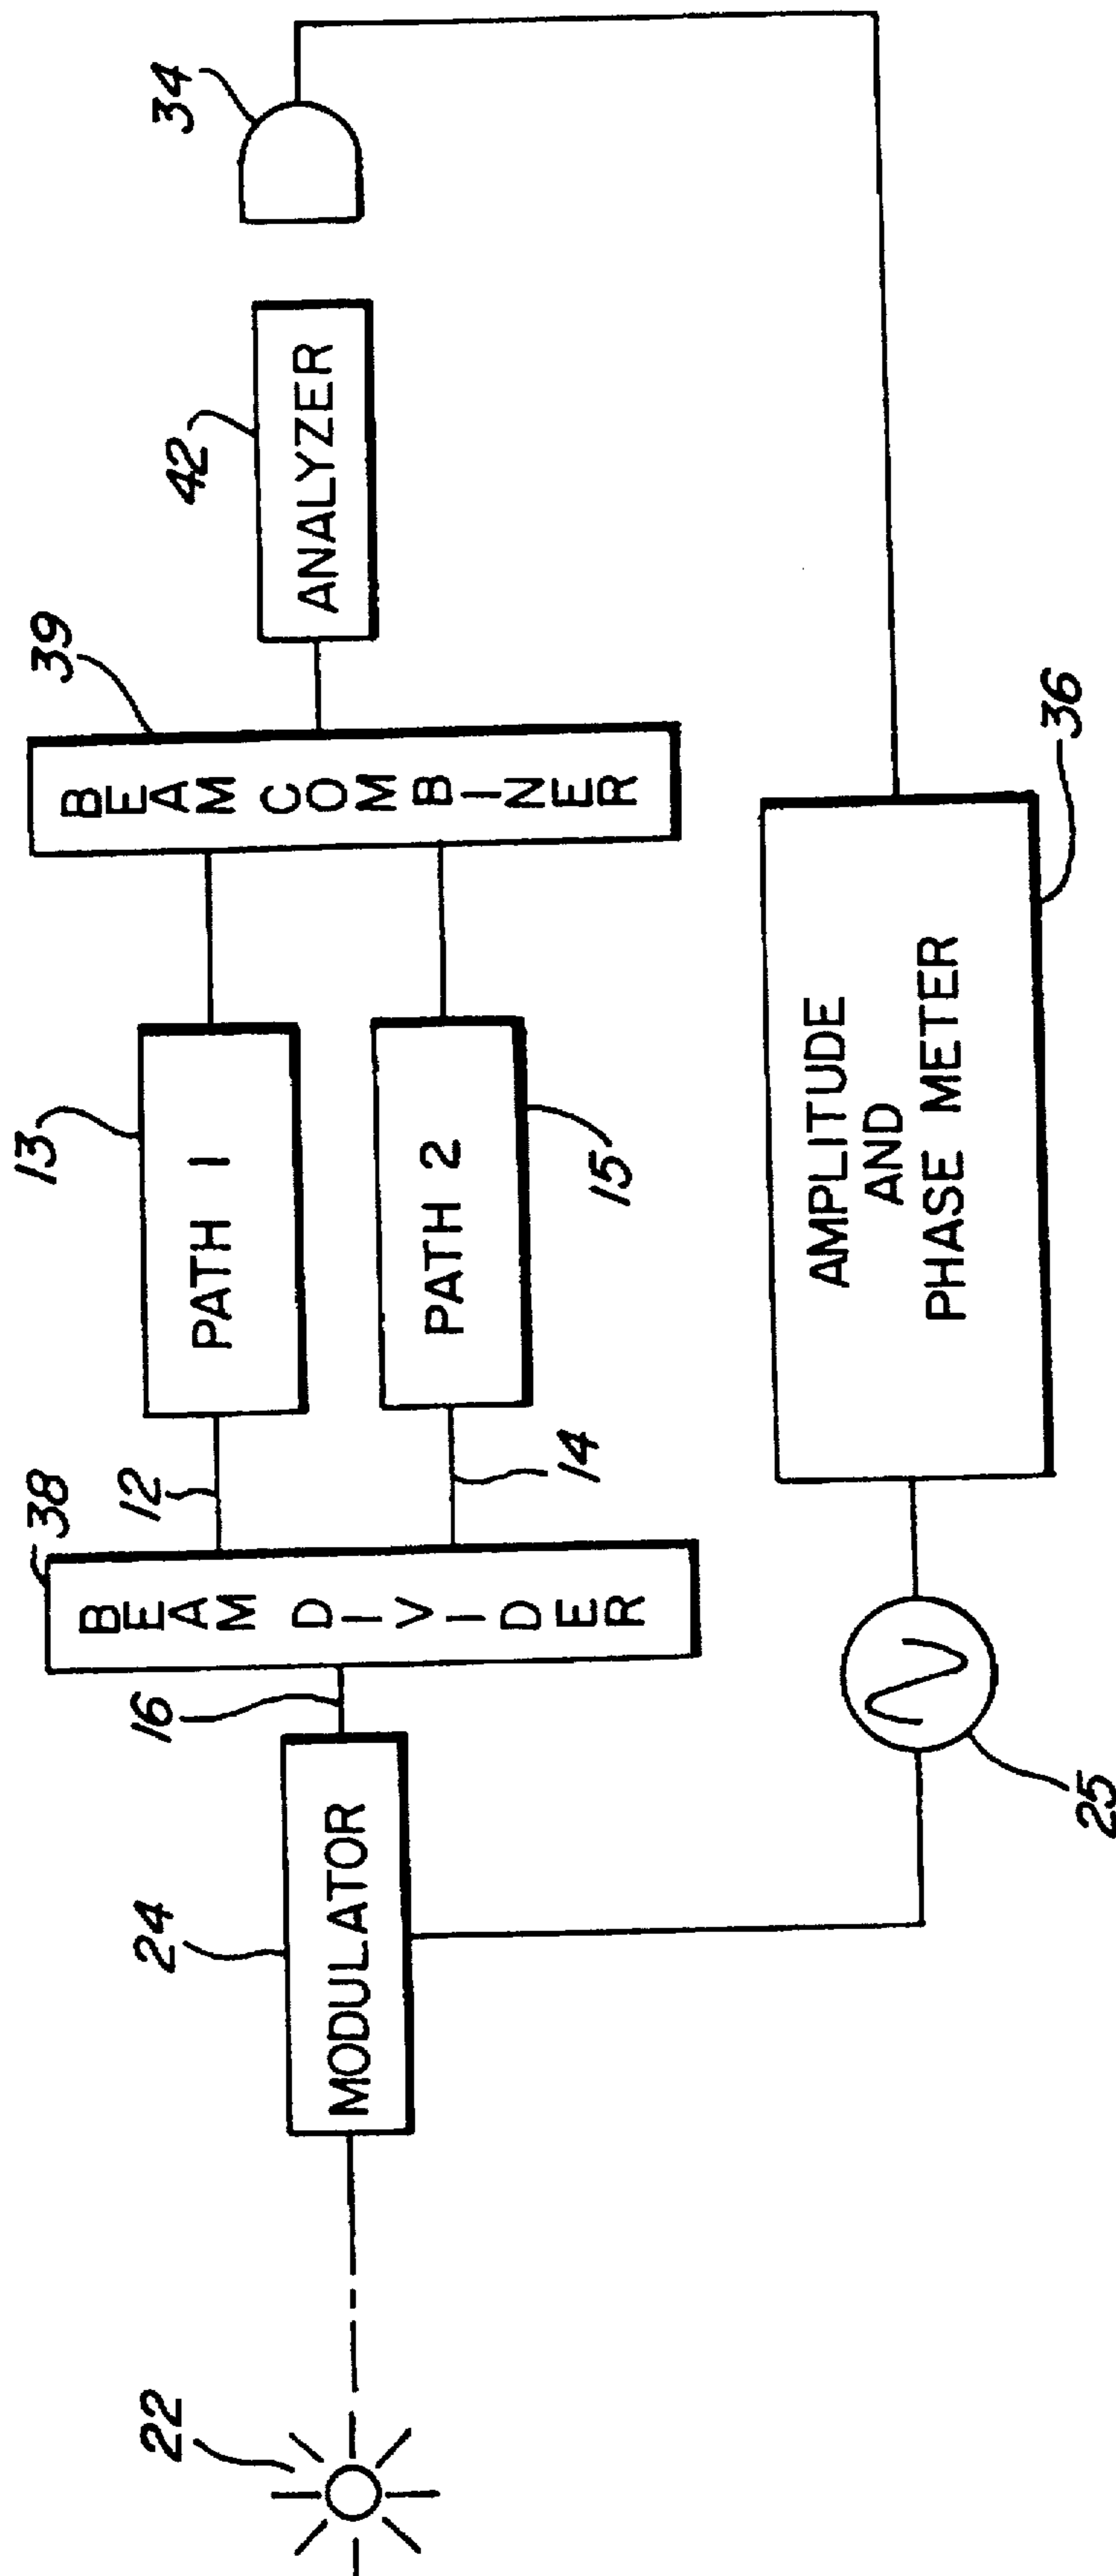 22
24
MODULATOR
16
38
BEAM DIVIDER
12
14
13
PATH 1
PATH 2
15
39
BEAM COMBINER
42
ANALYZER
34
25
AMPLITUDE
AND
PHASE METER
36